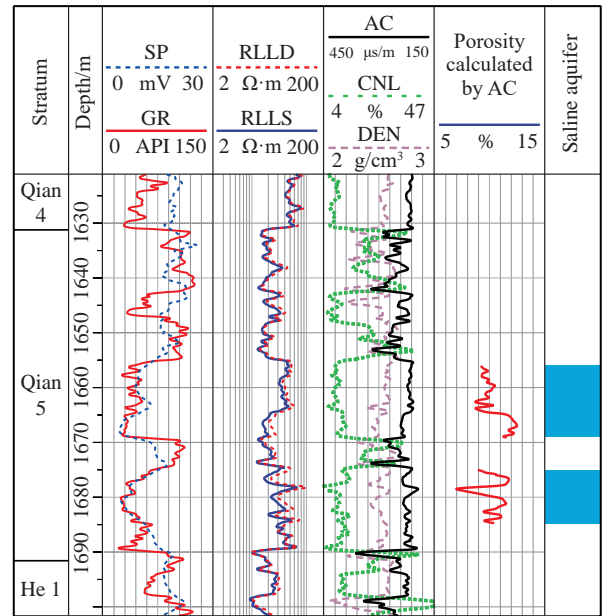 Stratum
Depth/m
SP
0 mV 30
GR
0 API 150
RLLD
2 Ω·m 200
RLLS
2 Ω·m 200
AC
450 μs/m 150
CNL
4 % 47
DEN
2 g/cm³ 3
Porosity
calculated
by AC
5 % 15
Saline aquifer
Qian
4
Qian
5
He 1
1630
1640
1650
1660
1670
1680
1690